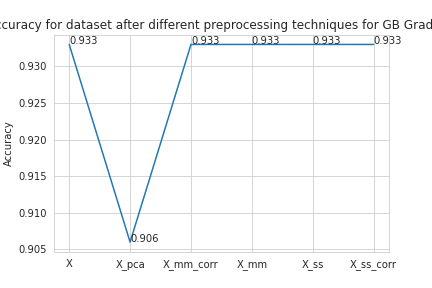 ccuracy for dataset after different preprocessing techniques for GB Grad
0.933
0.933
0.933
0.933
0.933
0.906
Accuracy
0.930
0.925
0.920
0.915
0.910
0.905
X
X_pca
X_mm_corr
X_mm
X_ss
X_ss_corr